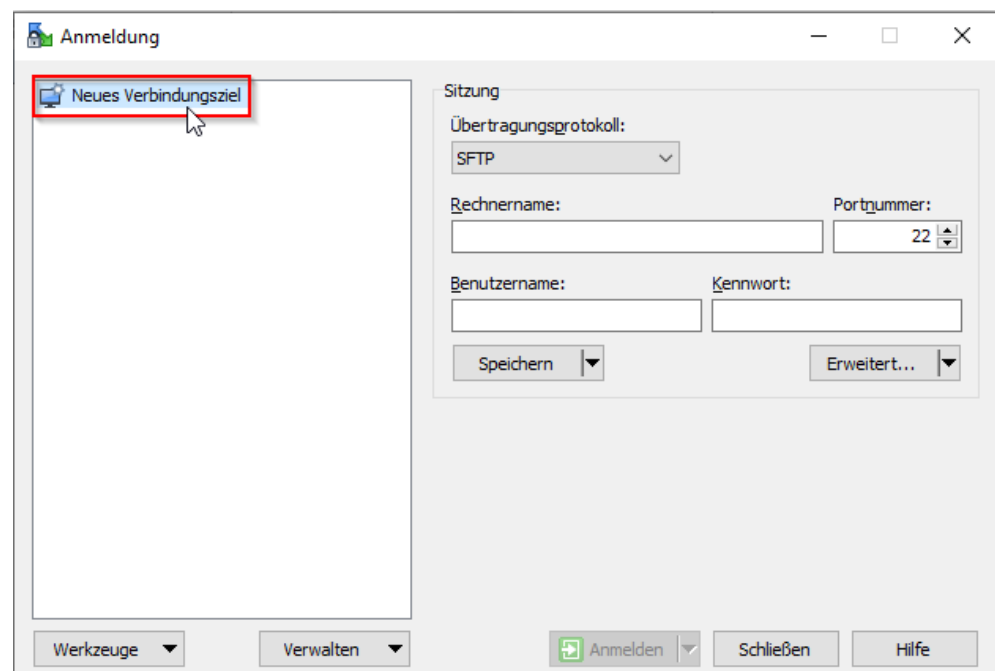 Anmeldung
Neues Verbindungsziel
Sitzung
Übertragungsprotokoll:
SFTP
Rechnername:
Portnummer:
22
Benutzername:
Kennwort:
Speichern
Erweitert...
Werkzeuge
Verwalten
Anmelden
Schließen
Hilfe